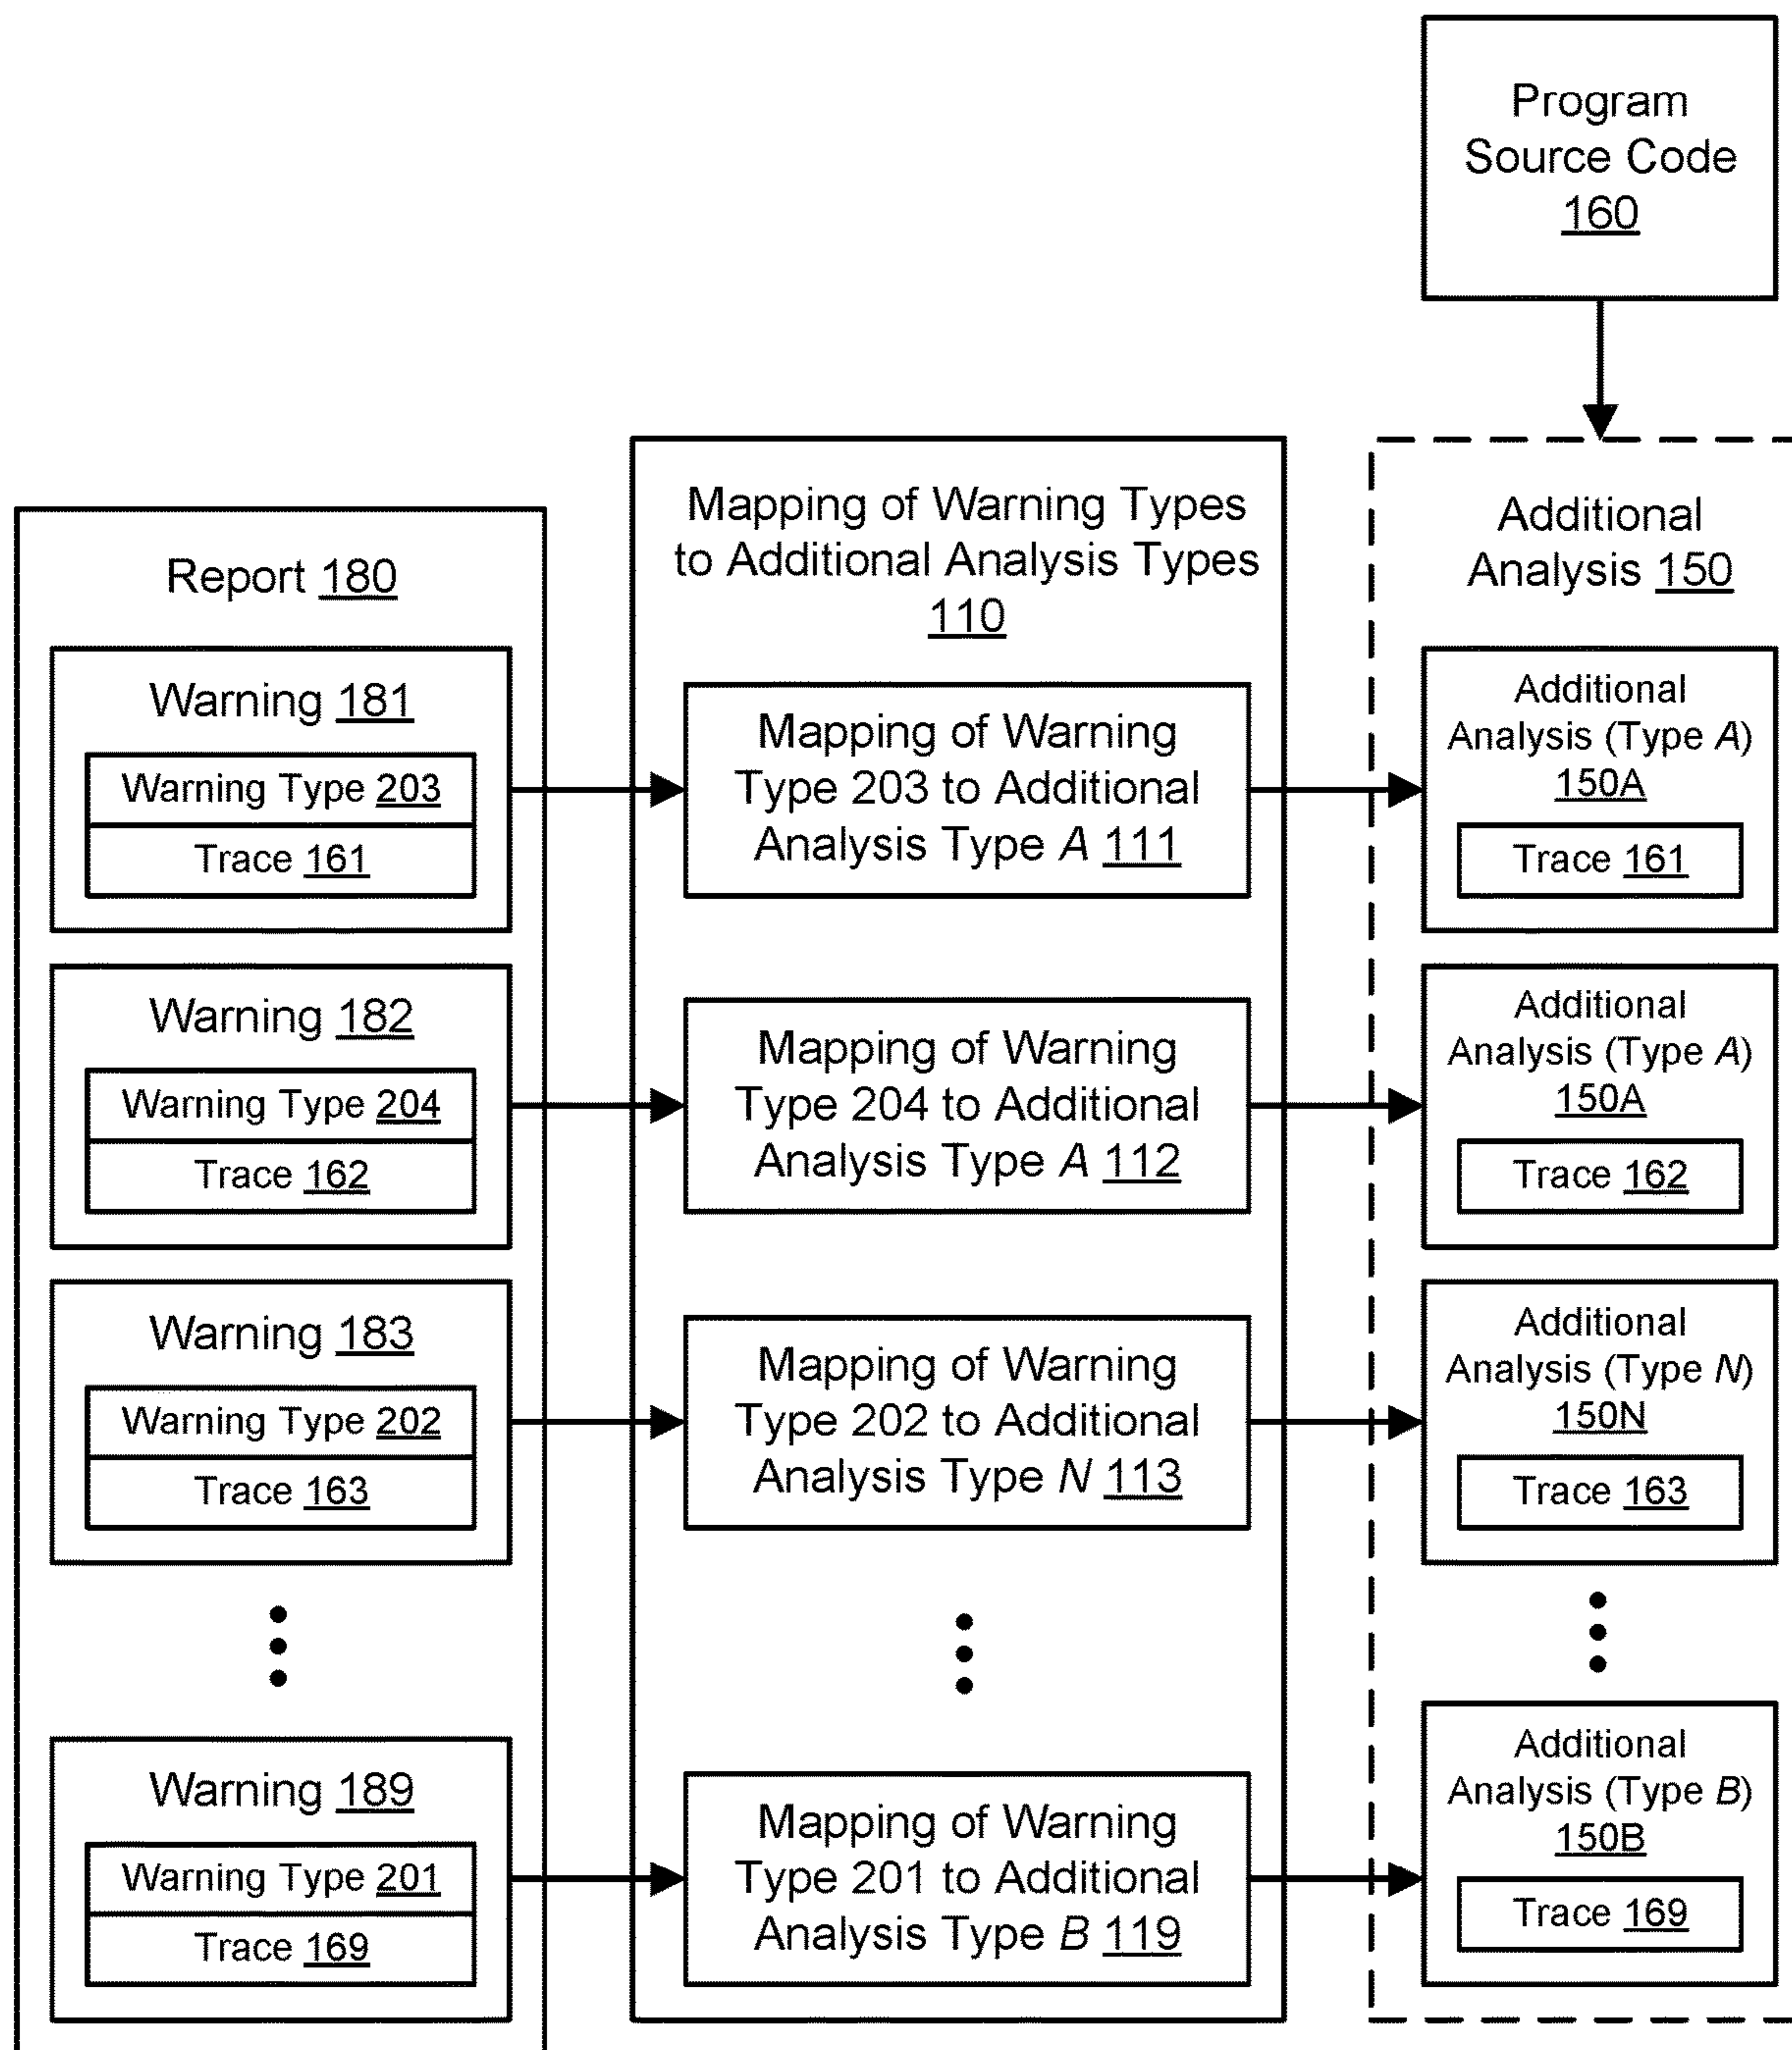 Program
Source Code
160
Report 180
Warning 181
Warning Type 203
Trace 161
Warning 182
Warning Type 204
Trace 162
Warning 183
Warning Type 202
Trace 163
Warning 189
Warning Type 201
Trace 169
Mapping of Warning Types
to Additional Analysis Types
110
Mapping of Warning
Type 203 to Additional
Analysis Type A 111
Mapping of Warning
Type 204 to Additional
Analysis Type A 112
Mapping of Warning
Type 202 to Additional
Analysis Type N 113
Mapping of Warning
Type 201 to Additional
Analysis Type B 119
Additional
Analysis 150
Additional
Analysis (Type A)
150A
Trace 161
Additional
Analysis (Type A)
150A
Trace 162
Additional
Analysis (Type N)
150N
Trace 163
Additional
Analysis (Type B)
150B
Trace 169